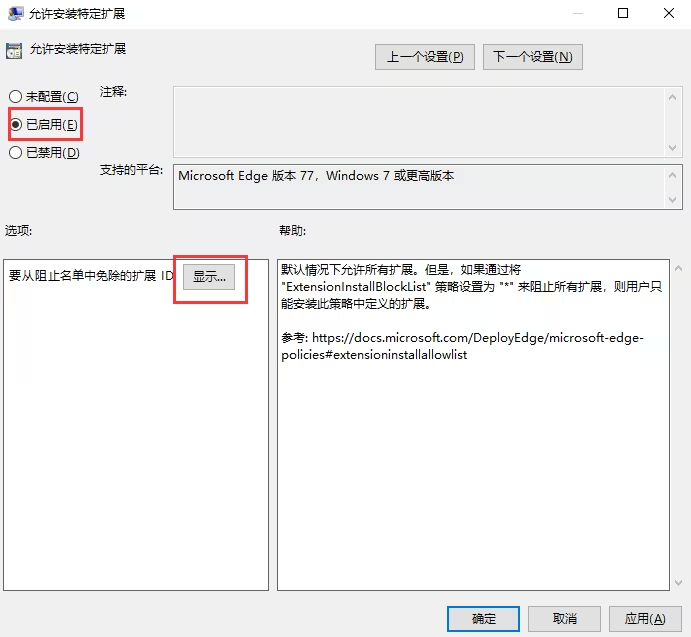 允许安装特定扩展
允许安装特定扩展
上一个设置(P)
下一个设置(N)
未配置(C)
已启用(E)
已禁用(D)
注释:
支持的平台:
Microsoft Edge 版本 77，Windows 7 或更高版本
选项:
帮助:
要从阻止名单中免除的扩展 ID
显示...
默认情况下允许所有扩展。但是，如果通过将
"ExtensionInstallBlockList" 策略设置为 "*" 来阻止所有扩展，则用户只
能安装此策略中定义的扩展。
参考: https://docs.microsoft.com/DeployEdge/microsoft-edge-
policies#extensioninstallallowlist
确定
取消
应用(A)